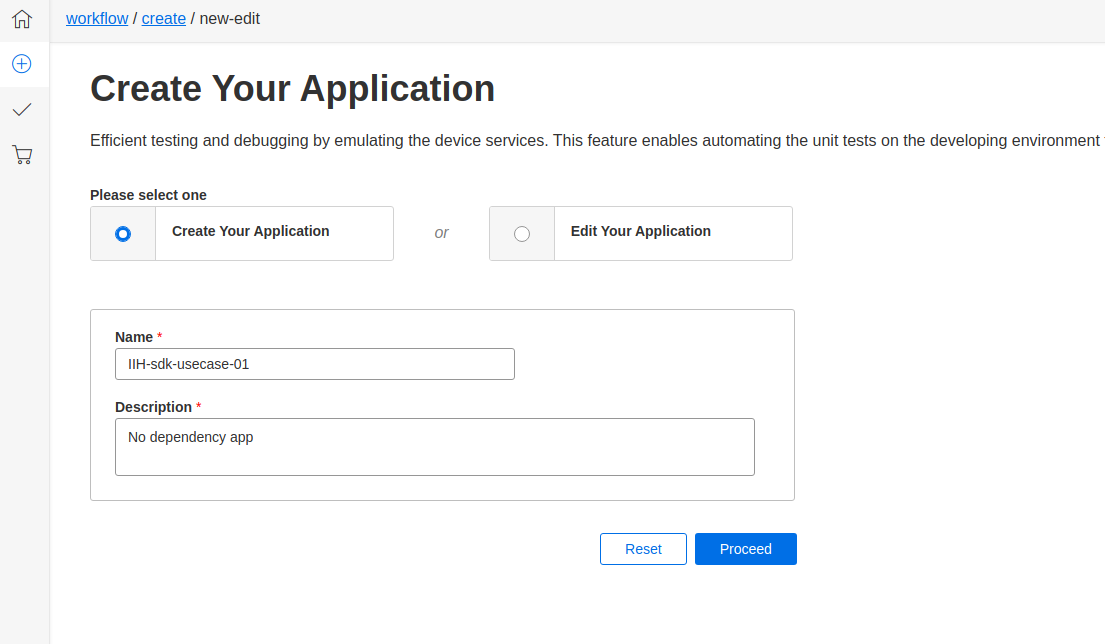 workflow / create / new-edit
Create Your Application
Efficient testing and debugging by emulating the device services. This feature enables automating the unit tests on the developing environment
Please select one
Create Your Application
or
Edit Your Application
Name *
IIH-sdk-usecase-01
Description *
No dependency app
Reset
Proceed